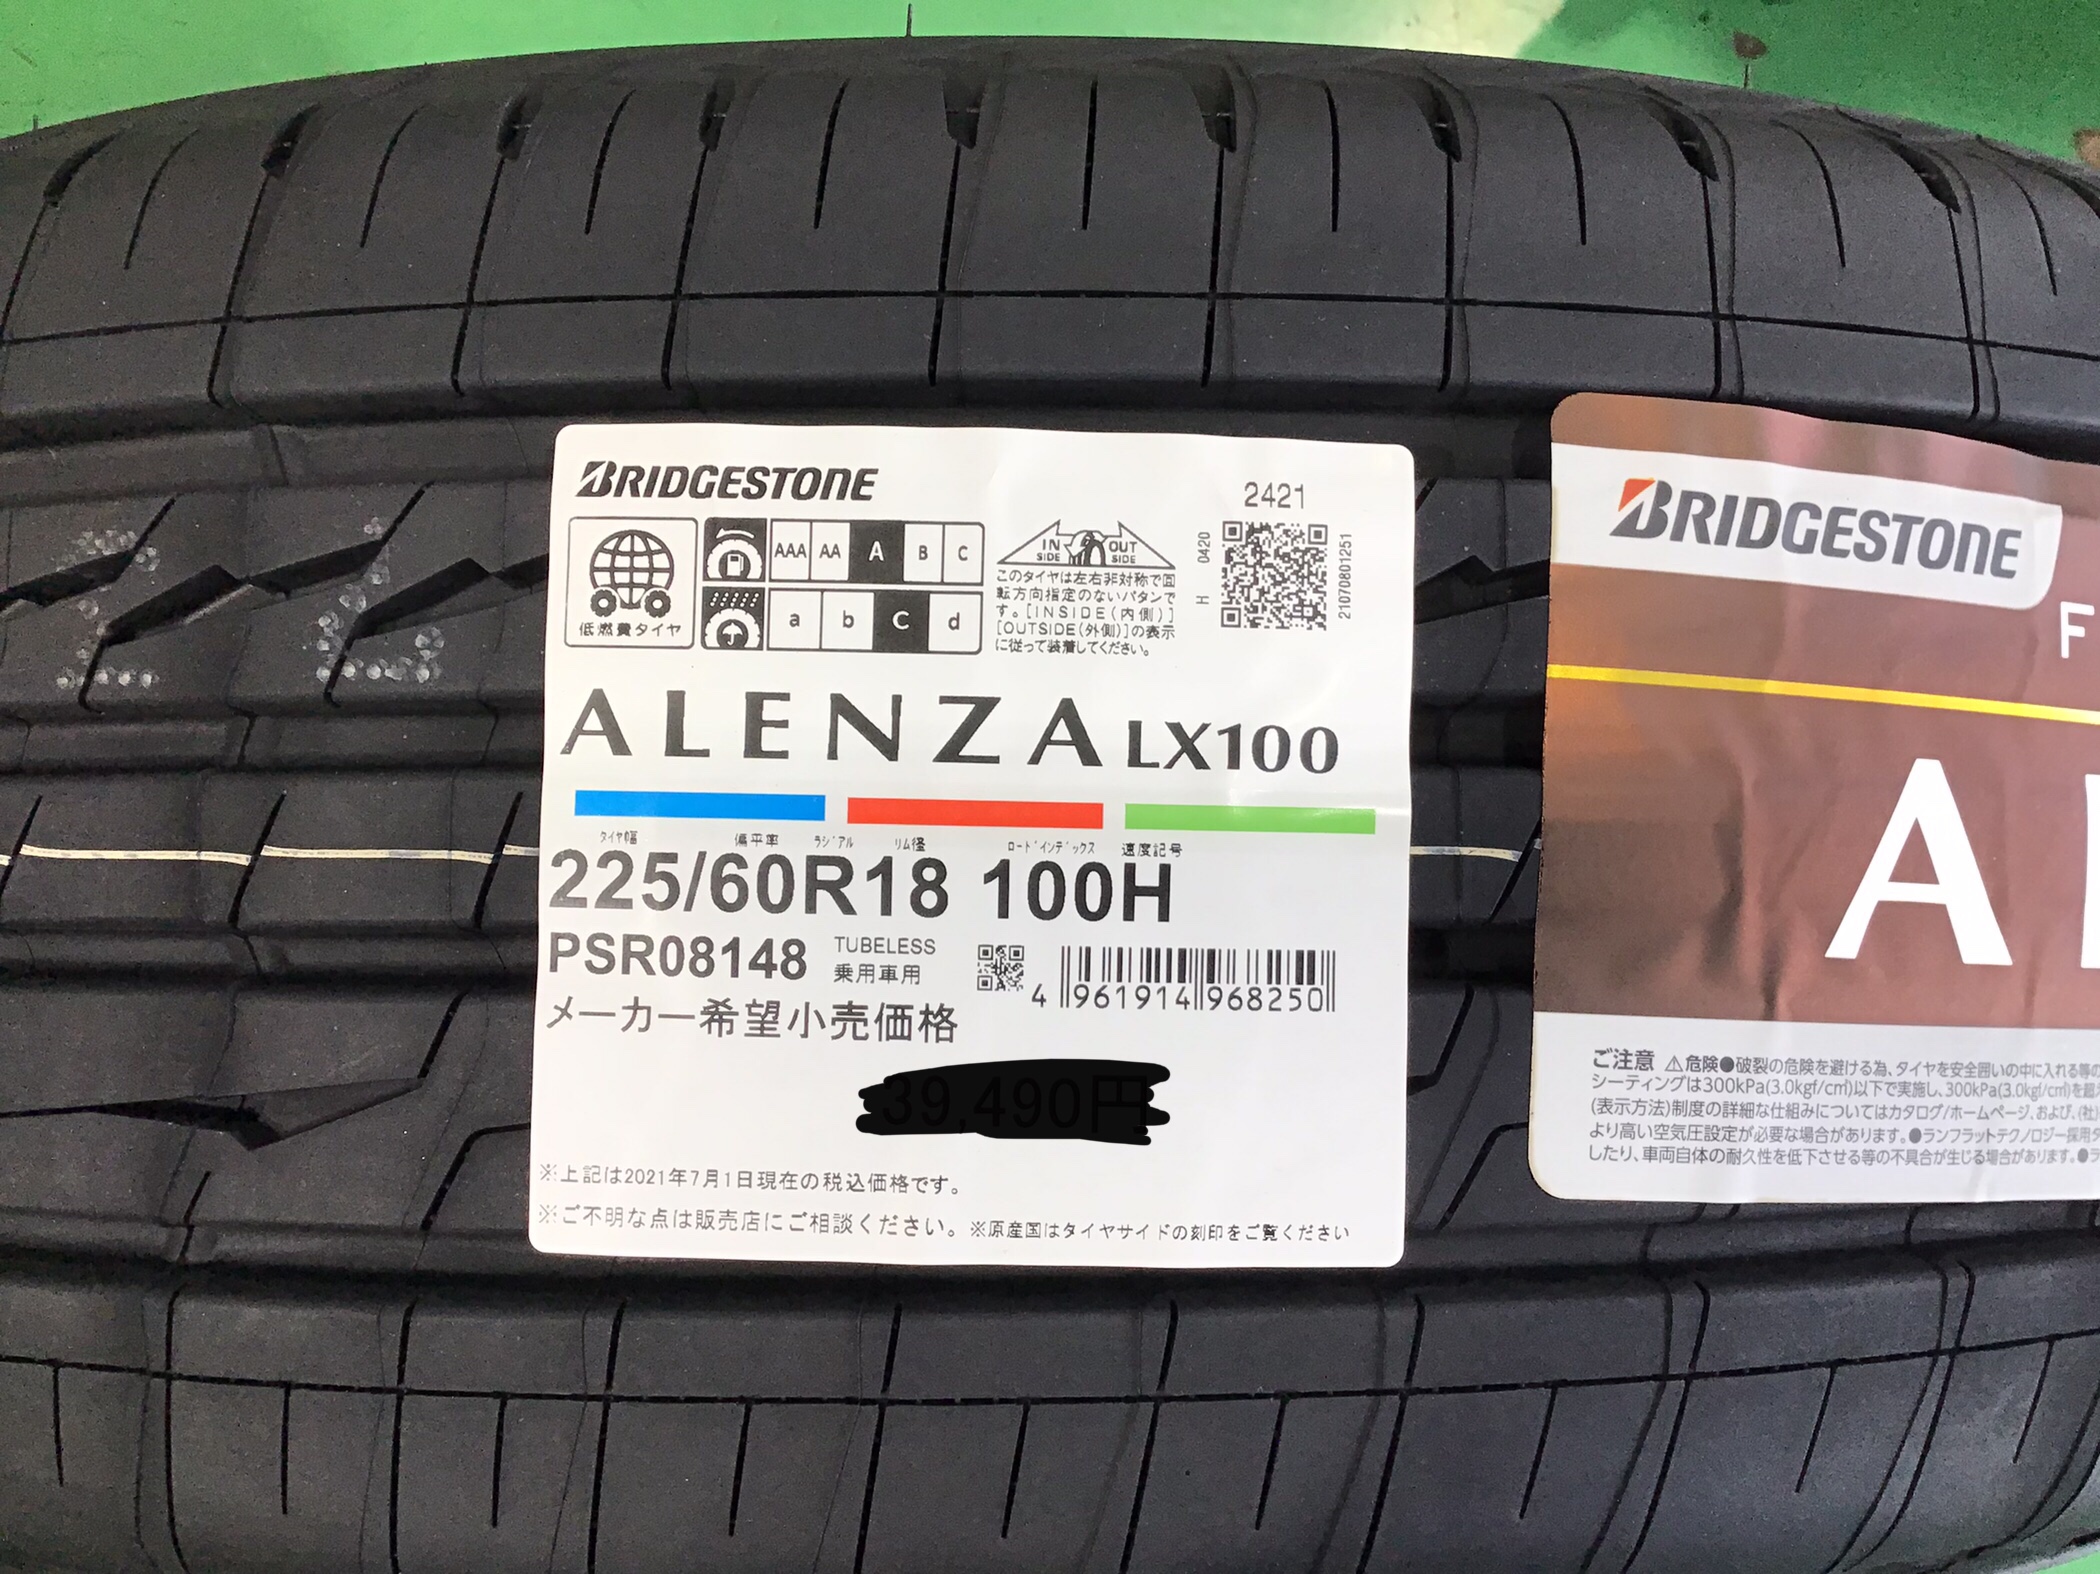 BRIDGESTONE
低燃費タイヤ
AAA AA A B C
a b c d
IN SIDE OUT SIDE
このタイヤは左右非対称で回
転方向指定のないパタンで
す。[INSIDE(内側)]
[OUTSIDE(外側)]の表示
に従って装着してください。
2421
H 0420
21070801251
ALENZA LX100
タイヤ幅 偏平率 ラジアル リム径 ロードインデックス 速度記号
225/60R18 100H
PSR08148 TUBELESS
乗用車用
4 961914 968250
メーカー希望小売価格
39,490円
※上記は2021年7月1日現在の税込価格です。
※ご不明な点は販売店にご相談ください。※原産国はタイヤサイドの刻印をご覧ください
BRIDGESTONE
F
A
ご注意 ⚠危険●破裂の危険を避ける為、タイヤを安全囲いの中に入れる等の
シーティングは300kPa(3.0kgf/c㎡)以下で実施し、300kPa(3.0kgf/c㎡)を超
(表示方法)制度の詳細な仕組みについてはカタログ/ホームページ、および、(社)
より高い空気圧設定が必要な場合があります。●ランフラットテクノロジー採用タ
したり、車両自体の耐久性を低下させる等の不具合が生じる場合があります。●ラ